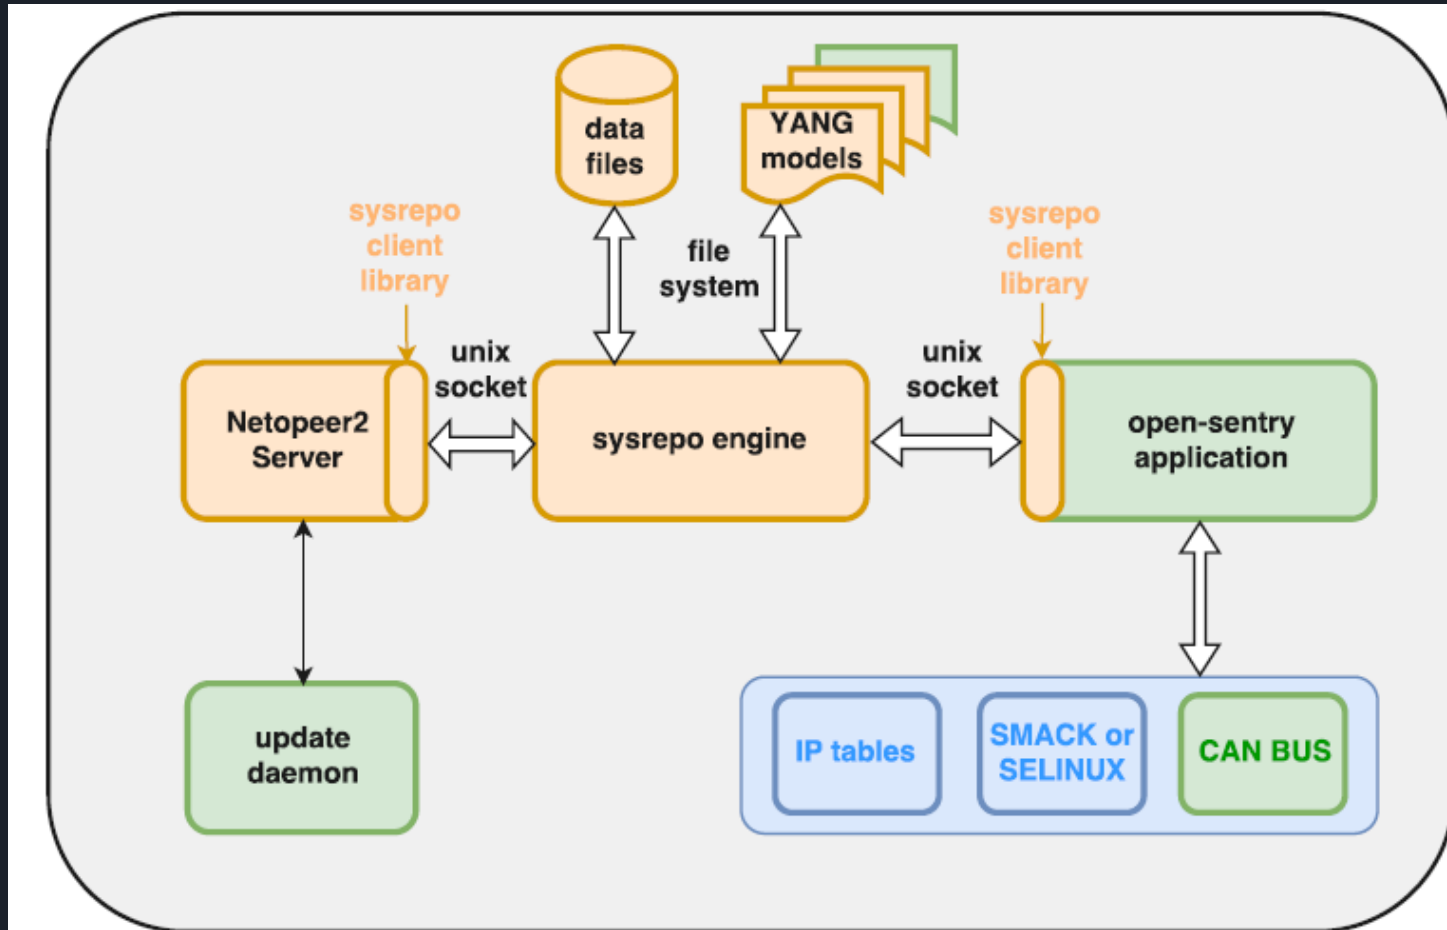 data
files
YANG
models
sysrepo
client
library
file
system
sysrepo
client
library
unix
socket
unix
socket
Netopeer2
Server
sysrepo engine
open-sentry
application
update
daemon
IP tables
SMACK or
SELINUX
CAN BUS